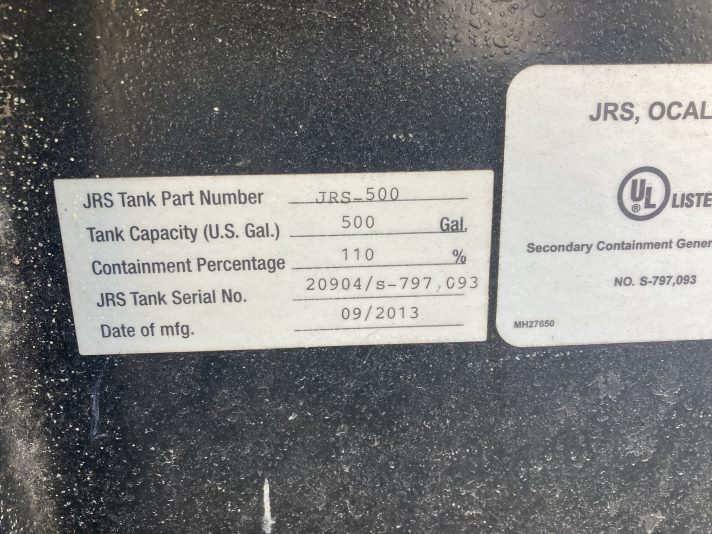 JRS Tank Part Number JRS-500
Tank Capacity (U.S. Gal.) 500 Gal.
Containment Percentage 110 %
JRS Tank Serial No. 20904/s-797,093
Date of mfg. 09/2013
JRS, OCAL
UL ®
LISTE
Secondary Containment Gener
NO. S-797,093
MH27650